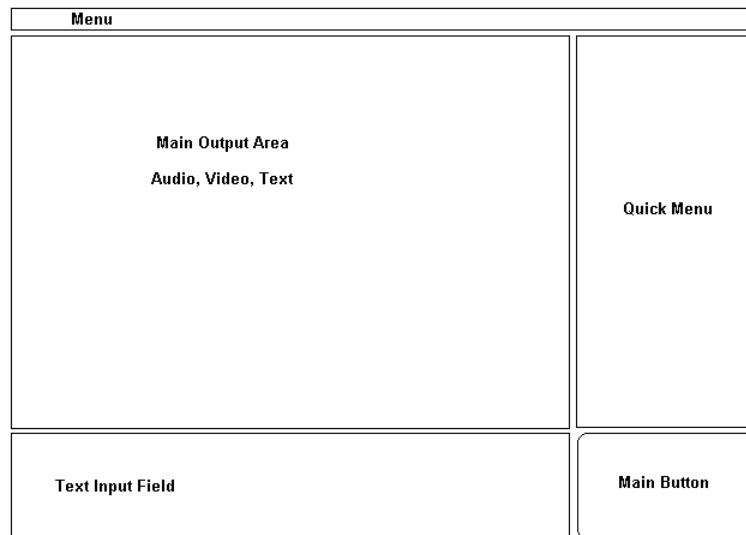 Menu
Main Output Area
Audio, Video, Text
Quick Menu
Text Input Field
Main Button